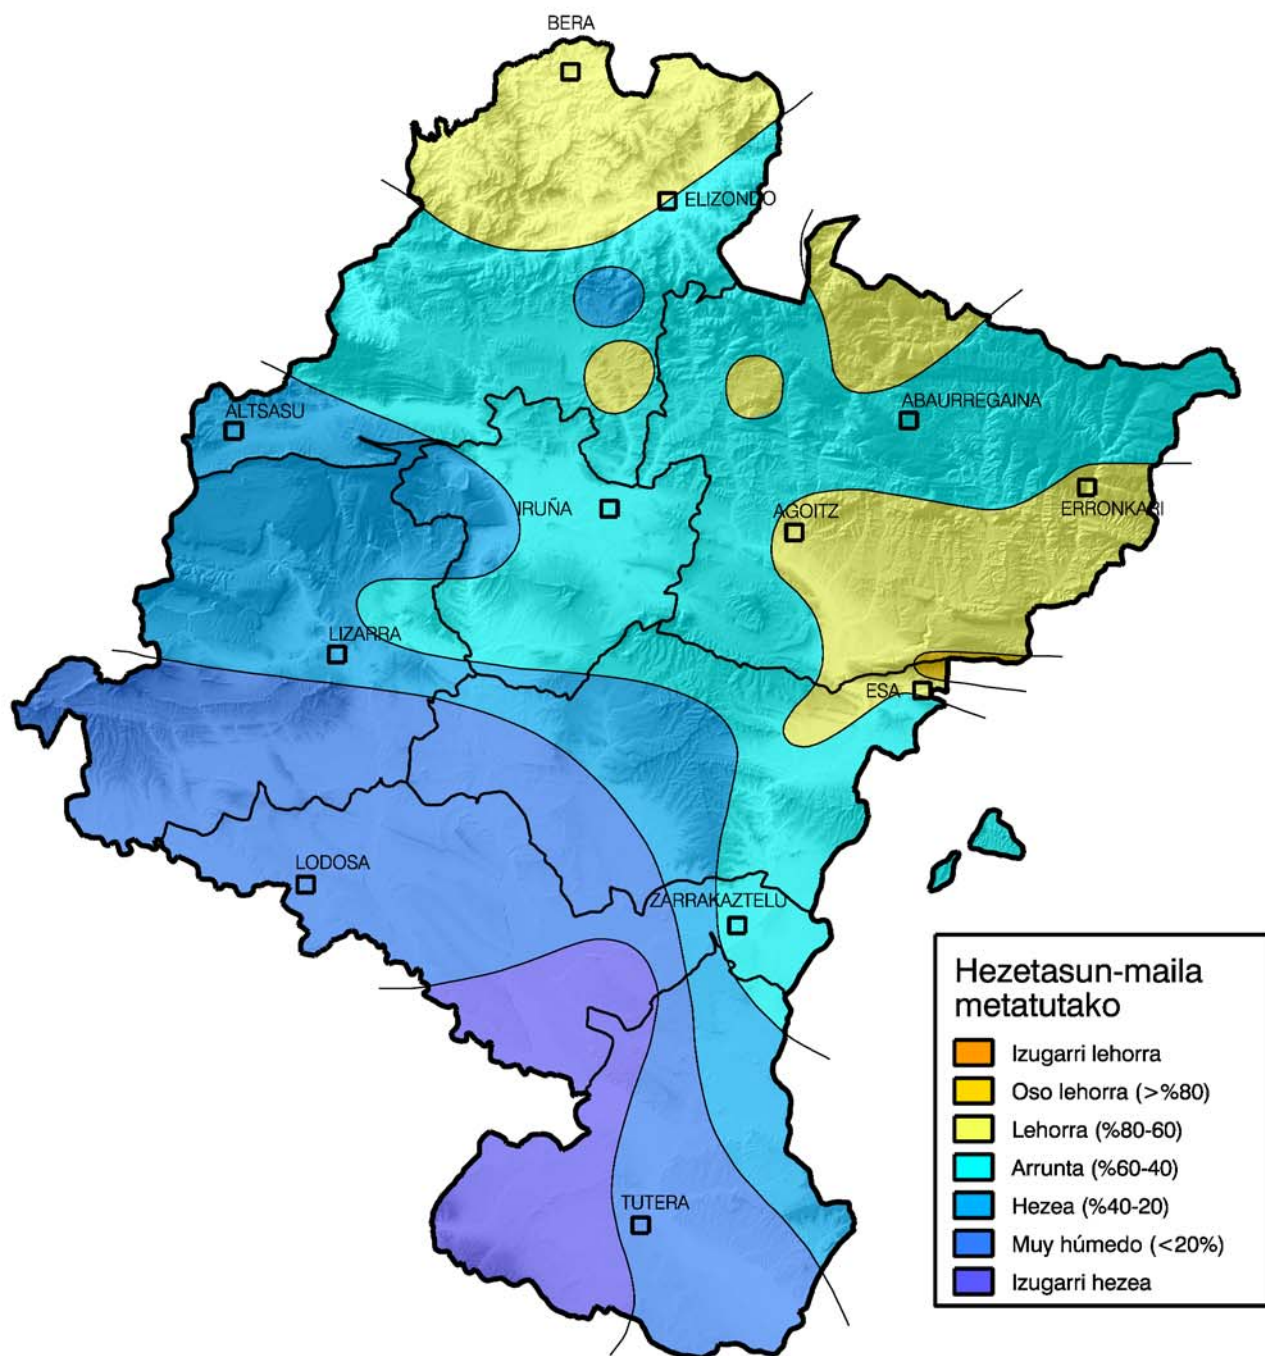 BERA
ELIZONDO
ALTSASU
ABAURREGAINA
IRUÑA
AGOITZ
ERRONKARI
LIZARRA
ESA
LODOSA
ZARRAKAZTELU
TUTERA
Hezetasun-maila
metatutako
Izugarri lehorra
Oso lehorra (>%80)
Lehorra (%80-60)
Arrunta (%60-40)
Hezea (%40-20)
Muy húmedo (<20%)
Izugarri hezea